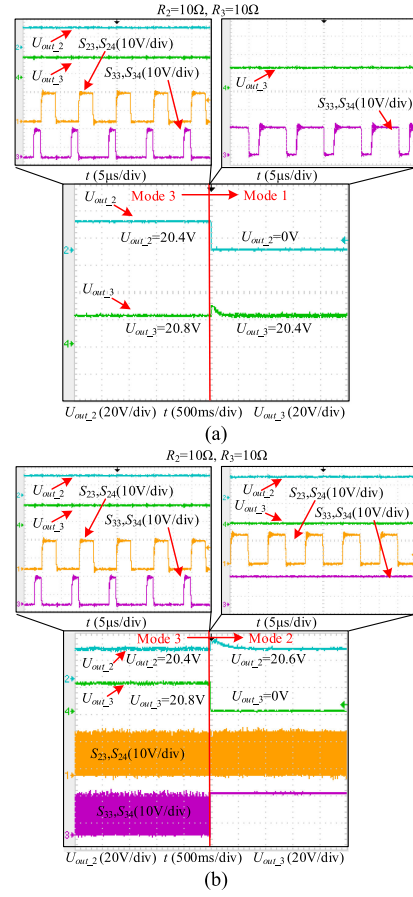 R2=10Ω, R3=10Ω
Uout_2
S23,S24(10V/div)
Uout_3
S33,S34(10V/div)
Uout_3
S33,S34(10V/div)
t (5μs/div)
t (5μs/div)
Uout_2
Mode 3
Mode 1
Uout_2=20.4V
Uout_2=0V
Uout_3
Uout_3=20.8V
Uout_3=20.4V
Uout_2 (20V/div) t (500ms/div) Uout_3 (20V/div)
(a)
R2=10Ω, R3=10Ω
Uout_2
S23,S24(10V/div)
Uout_3
S33,S34(10V/div)
Uout_2
S23,S24(10V/div)
Uout_3
S33,S34(10V/div)
t (5μs/div)
t (5μs/div)
Mode 3
Mode 2
Uout_2
Uout_2=20.4V
Uout_2=20.6V
Uout_3
Uout_3=20.8V
Uout_3=0V
S23,S24(10V/div)
S33,S34(10V/div)
Uout_2 (20V/div) t (500ms/div) Uout_3 (20V/div)
(b)